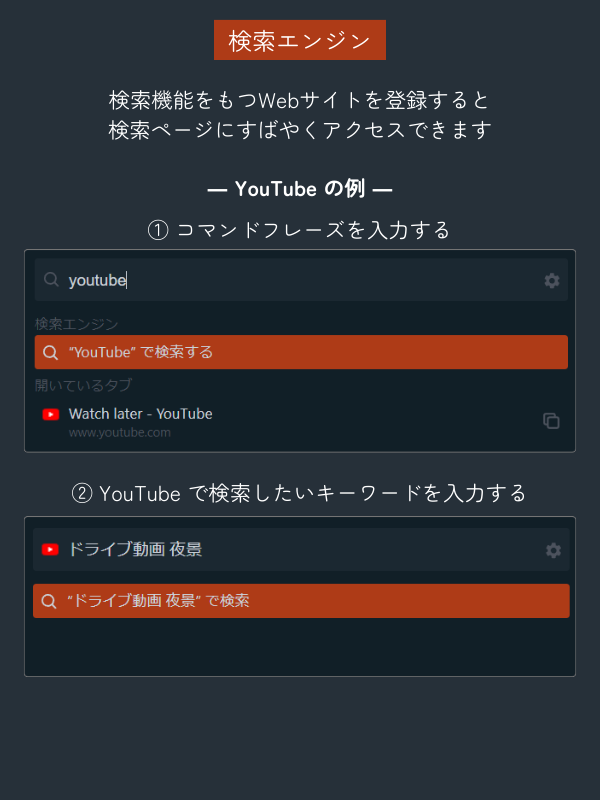 検索エンジン
検索機能をもつWebサイトを登録すると
検索ページにすばやくアクセスできます
— YouTube の例 —
① コマンドフレーズを入力する
youtube
検索エンジン
“YouTube” で検索する
開いているタブ
Watch later - YouTube
www.youtube.com
② YouTube で検索したいキーワードを入力する
ドライブ動画 夜景
“ドライブ動画 夜景” で検索